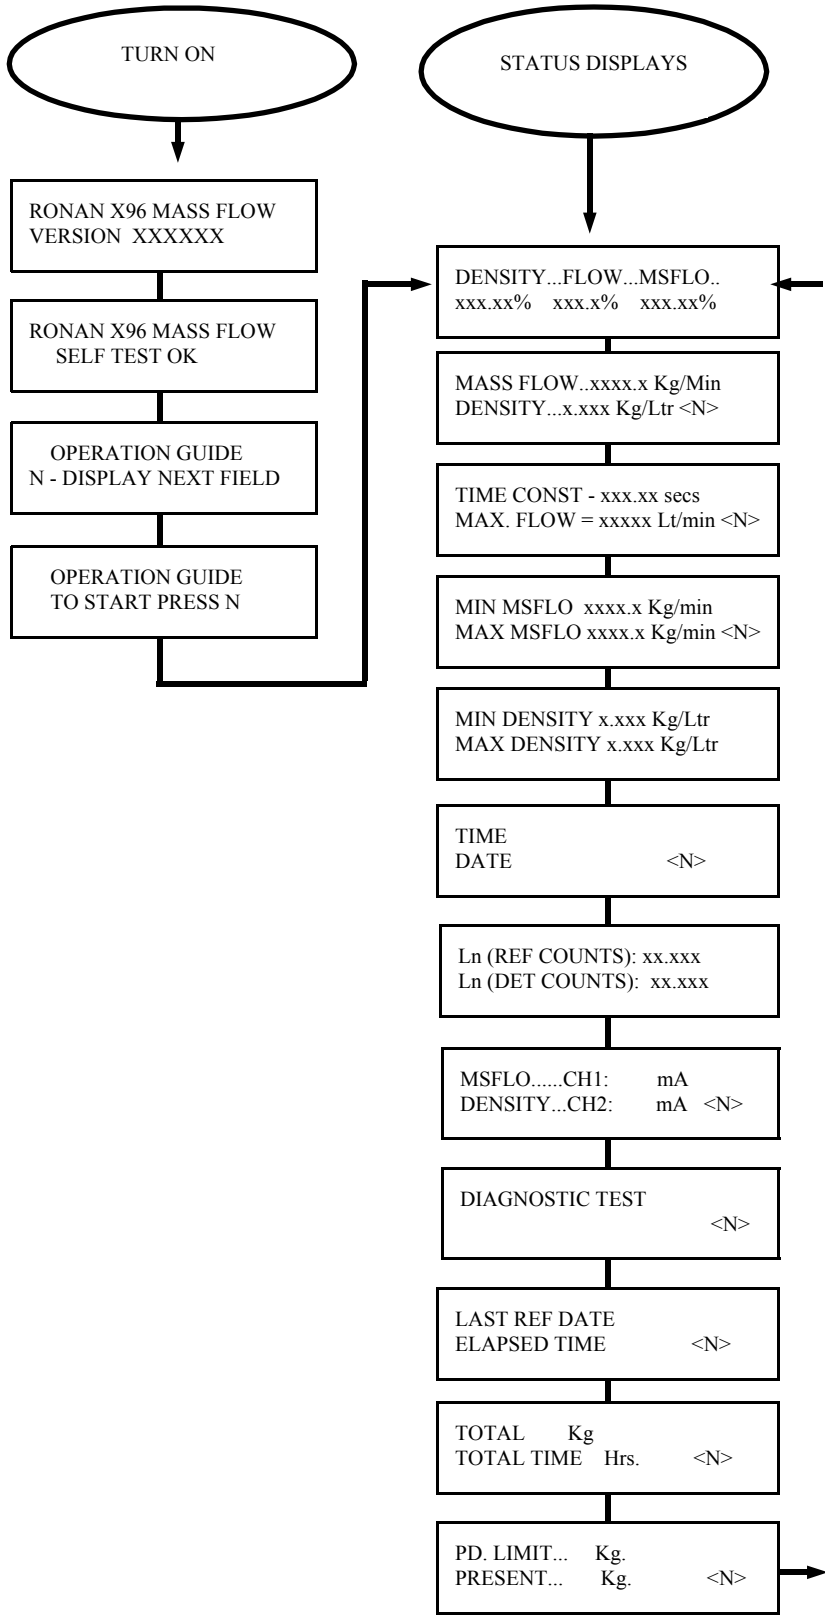 TURN ON
RONAN X96 MASS FLOW
VERSION XXXXXX
RONAN X96 MASS FLOW
SELF TEST OK
OPERATION GUIDE
N - DISPLAY NEXT FIELD
OPERATION GUIDE
TO START PRESS N
STATUS DISPLAYS
DENSITY...FLOW...MSFLO..
xxx.xx% xxx.x% xxx.xx%
MASS FLOW..xxxx.x Kg/Min
DENSITY...x.xxx Kg/Ltr <N>
TIME CONST - xxx.xx secs
MAX. FLOW = xxxxx Lt/min <N>
MIN MSFLO xxxx.x Kg/min
MAX MSFLO xxxx.x Kg/min <N>
MIN DENSITY x.xxx Kg/Ltr
MAX DENSITY x.xxx Kg/Ltr
TIME
DATE <N>
Ln (REF COUNTS): xx.xxx
Ln (DET COUNTS): xx.xxx
MSFLO......CH1: mA
DENSITY...CH2: mA <N>
DIAGNOSTIC TEST
<N>
LAST REF DATE
ELAPSED TIME <N>
TOTAL Kg
TOTAL TIME Hrs. <N>
PD. LIMIT... Kg.
PRESENT... Kg. <N>